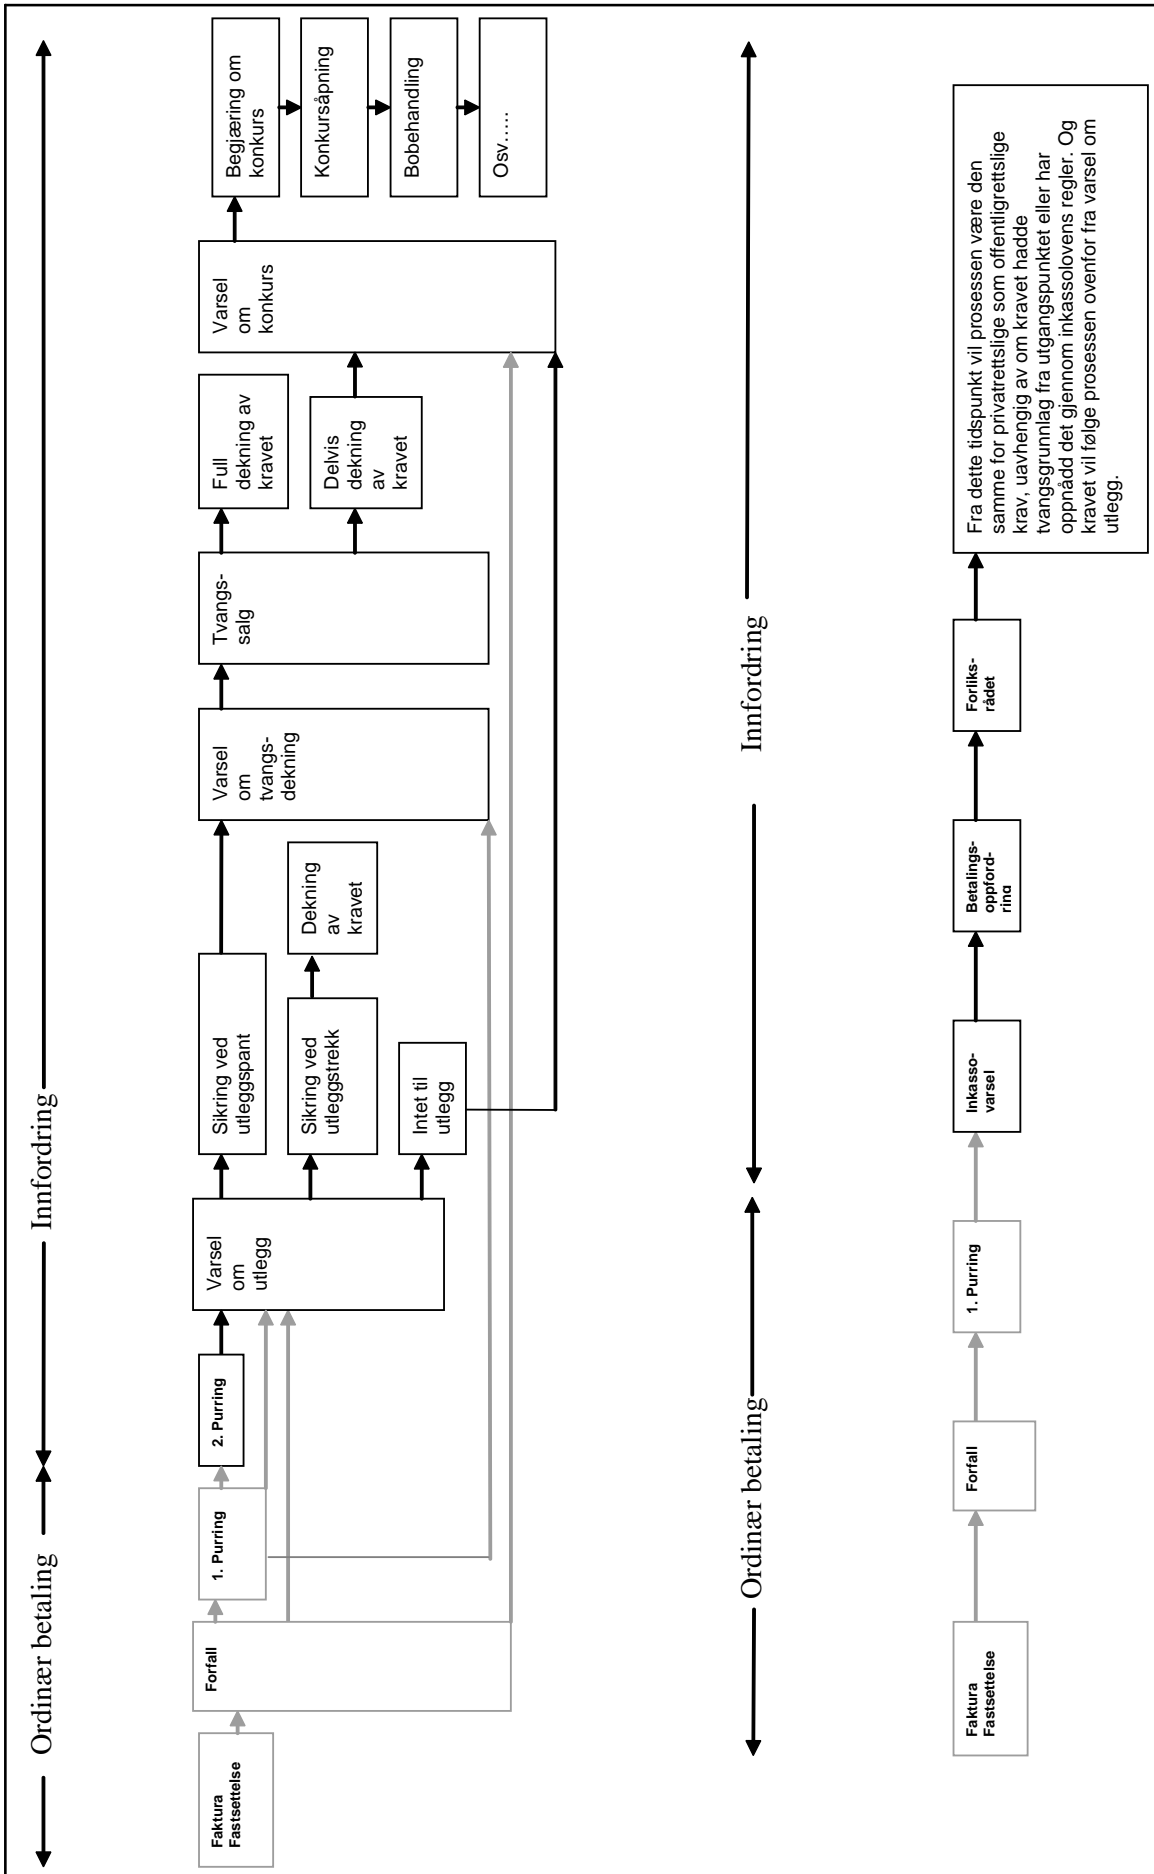 Ordinær betaling
Innfordring
Faktura
Fastsettelse
Forfall
1. Purring
2. Purring
Varsel
om
utlegg
Sikring ved
utleggspant
Sikring ved
utleggstrekk
Intet til
utlegg
Dekning
av
kravet
Varsel
om
tvangs-
dekning
Tvangs-
salg
Full
dekning av
kravet
Delvis
dekning
av
kravet
Varsel
om
konkurs
Begjæring om
konkurs
Konkursåpning
Bobehandling
Osv.....
Ordinær betaling
Innfordring
Faktura
Fastsettelse
Forfall
1. Purring
Inkasso-
varsel
Betalings-
oppford-
ring
Forliks-
rådet
Fra dette tidspunkt vil prosessen være den
samme for privatrettslige som offentligrettslige
krav, uavhengig av om kravet hadde
tvangsgrunnlag fra utgangspunktet eller har
oppnådd det gjennom inkassolovens regler. Og
kravet vil følge prosessen ovenfor fra varsel om
utlegg.